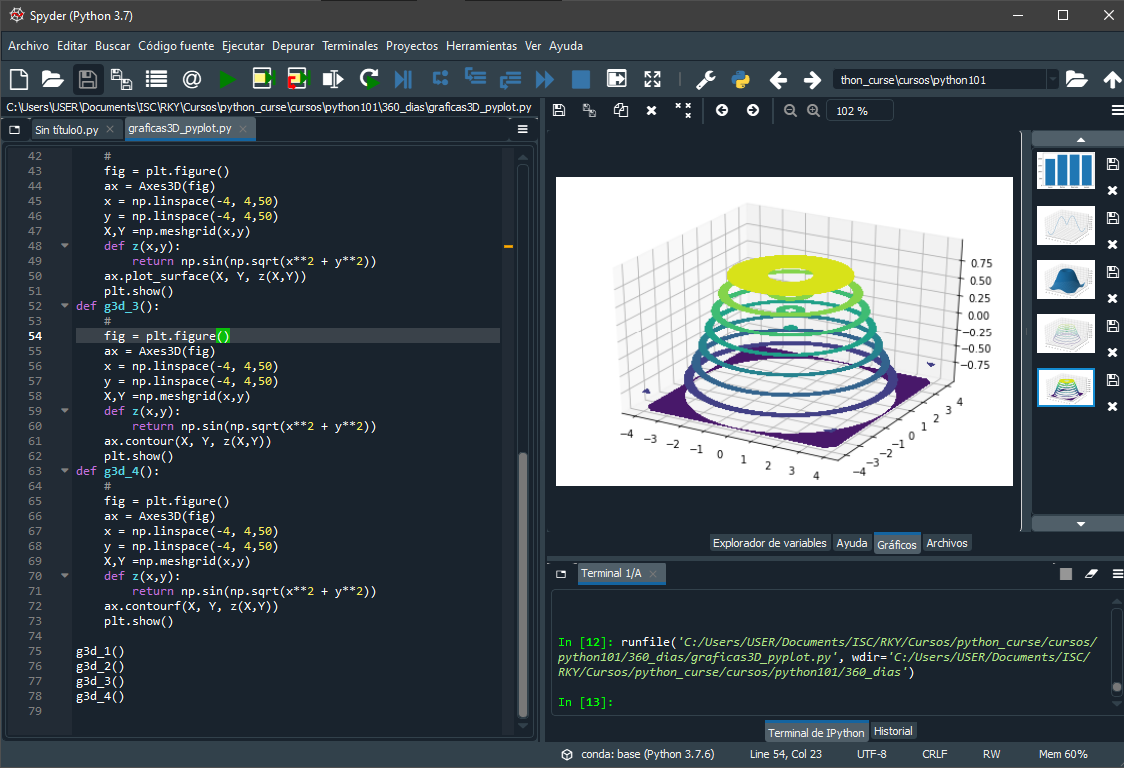 Spyder (Python 3.7)
Archivo Editar Buscar Código fuente Ejecutar Depurar Terminales Proyectos Herramientas Ver Ayuda
thon_curse\cursos\python101
C:\Users\USER\Documents\ISC\RKY\Cursos\python_curse\cursos\python101\360_dias\graficas3D_pyplot.py
Sin título0.py
graficas3D_pyplot.py
42 #
43 fig = plt.figure()
44 ax = Axes3D(fig)
45 x = np.linspace(-4, 4,50)
46 y = np.linspace(-4, 4,50)
47 X,Y =np.meshgrid(x,y)
48 def z(x,y):
49 return np.sin(np.sqrt(x**2 + y**2))
50 ax.plot_surface(X, Y, z(X,Y))
51 plt.show()
52 def g3d_3():
53 #
54 fig = plt.figure()
55 ax = Axes3D(fig)
56 x = np.linspace(-4, 4,50)
57 y = np.linspace(-4, 4,50)
58 X,Y =np.meshgrid(x,y)
59 def z(x,y):
60 return np.sin(np.sqrt(x**2 + y**2))
61 ax.contour(X, Y, z(X,Y))
62 plt.show()
63 def g3d_4():
64 #
65 fig = plt.figure()
66 ax = Axes3D(fig)
67 x = np.linspace(-4, 4,50)
68 y = np.linspace(-4, 4,50)
69 X,Y =np.meshgrid(x,y)
70 def z(x,y):
71 return np.sin(np.sqrt(x**2 + y**2))
72 ax.contourf(X, Y, z(X,Y))
73 plt.show()
74
75 g3d_1()
76 g3d_2()
77 g3d_3()
78 g3d_4()
79
102 %
0.75
0.50
0.25
0.00
−0.25
−0.50
−0.75
−4 −3 −2 −1 0 1 2 3 4
−4 −3 −2 −1 0 1 2 3 4
Explorador de variables Ayuda Gráficos Archivos
Terminal 1/A
In [12]: runfile('C:/Users/USER/Documents/ISC/RKY/Cursos/python_curse/cursos/
python101/360_dias/graficas3D_pyplot.py', wdir='C:/Users/USER/Documents/ISC/
RKY/Cursos/python_curse/cursos/python101/360_dias')
In [13]:
Terminal de IPython Historial
conda: base (Python 3.7.6) Line 54, Col 23 UTF-8 CRLF RW Mem 60%